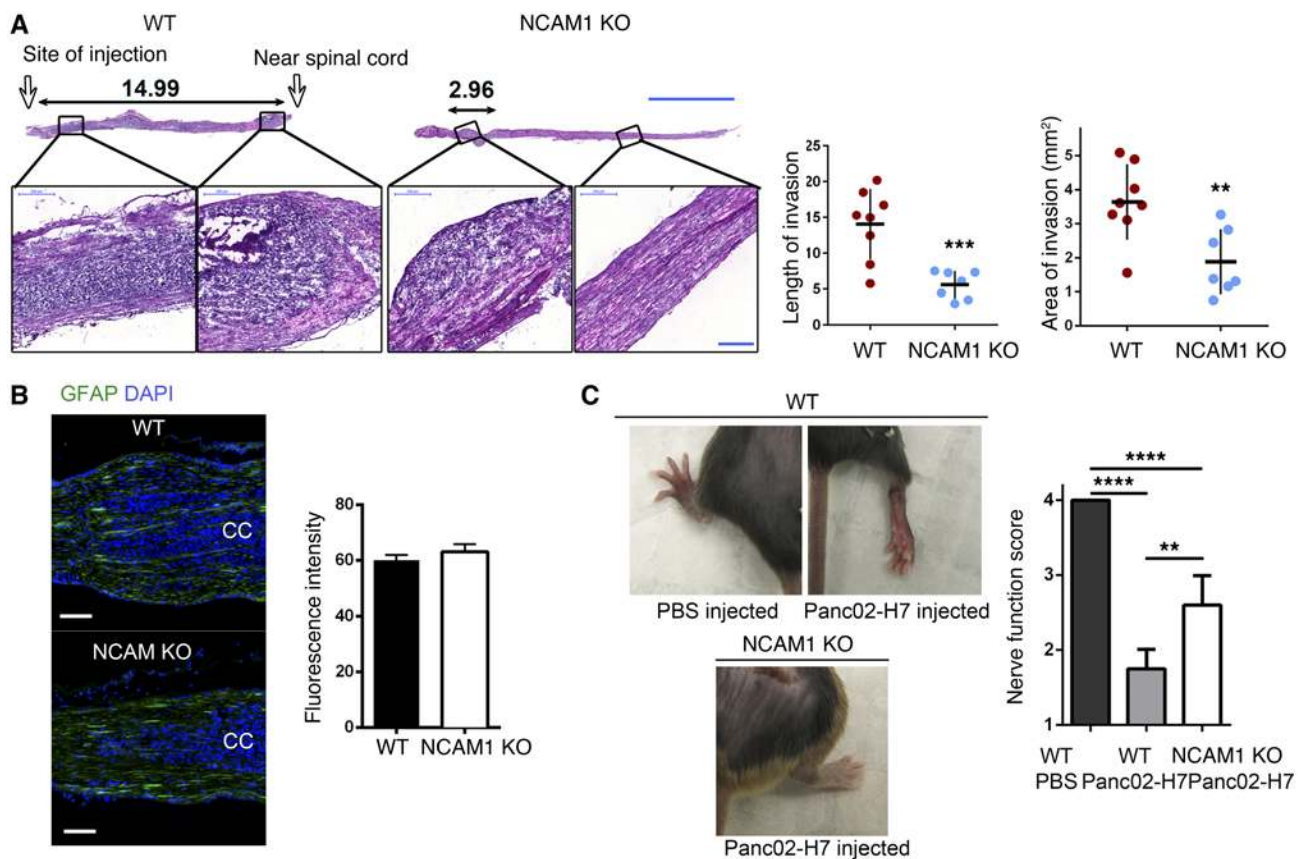 A
WT
NCAM1 KO
Site of injection
Near spinal cord
14.99
2.96
Length of invasion
25
20
15
10
5
0
***
WT
NCAM1 KO
Area of invasion (mm²)
5
4
3
2
1
0
**
WT
NCAM1 KO
B
GFAP DAPI
WT
CC
NCAM KO
CC
Fluorescence intensity
80
60
40
20
0
WT
NCAM1 KO
C
WT
PBS injected
Panc02-H7 injected
NCAM1 KO
Panc02-H7 injected
Nerve function score
4
3
2
1
****
****
**
WT WT NCAM1 KO
PBS Panc02-H7 Panc02-H7